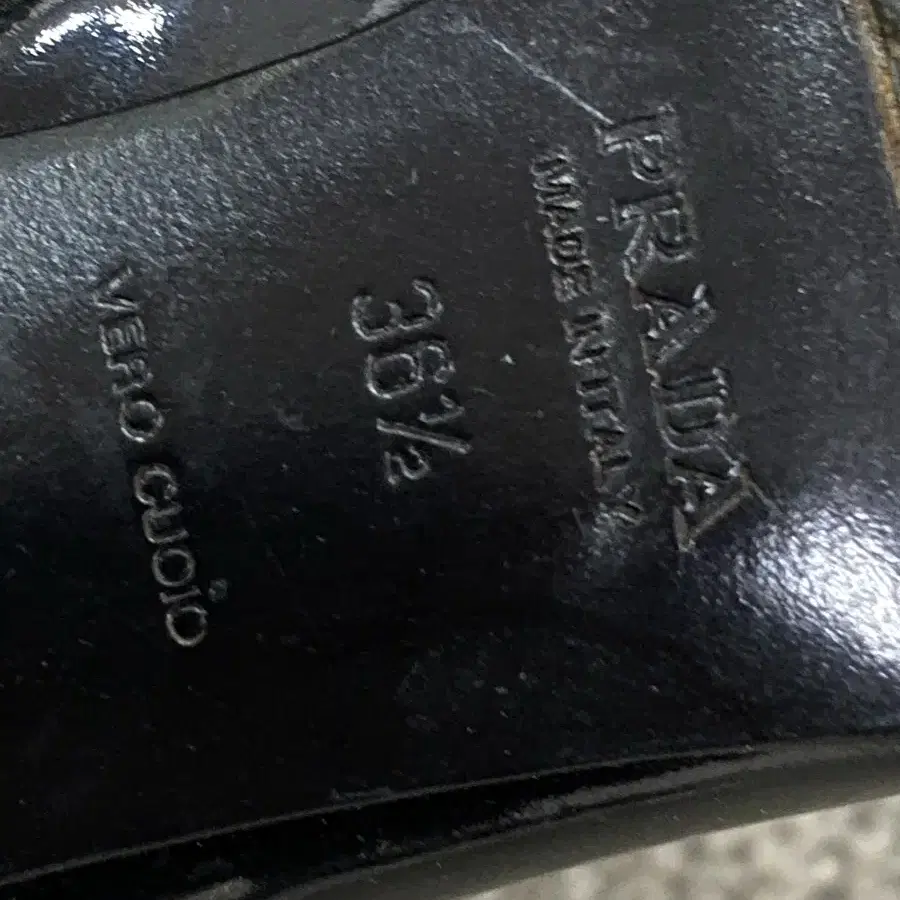 PRADA
MADE IN ITALY
36½
VERO CUOIO